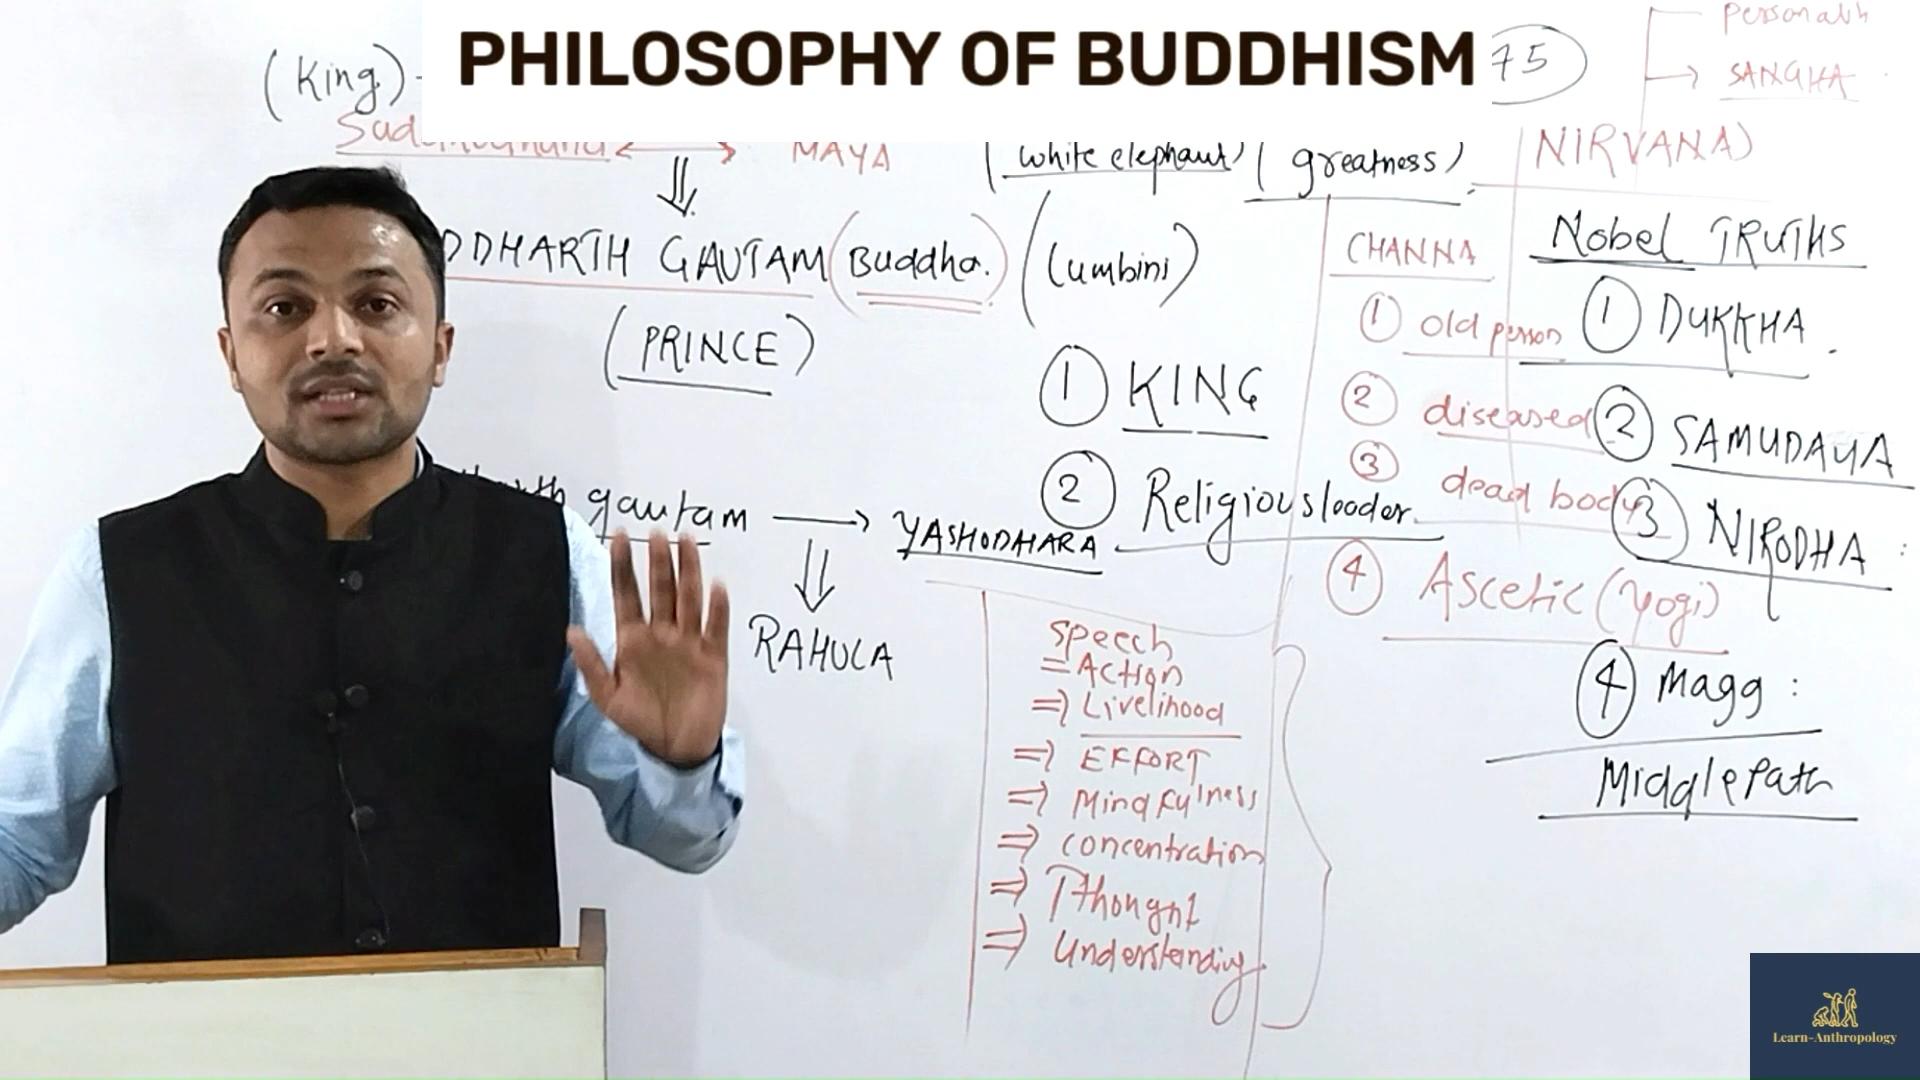 PHILOSOPHY OF BUDDHISM
(King)
75
SANGHA
MAYA
(white elephant) (greatness)
NIRVANA)
DDHARTH GAUTAM (Buddha.)
(Lumbini)
(PRINCE)
CHANNA
① old person
② diseased
③ dead body
④ Ascetic (yogi)
Nobel TRUTHS
① DUKKHA
② SAMUDAYA
③ NIRODHA
④ Magg :
Middle Path
① KING
② Religious leader
gautam → YASHODHARA
RAHULA
Speech
= Action
⇒ Livelihood
⇒ EFFORT
⇒ Mindfulness
⇒ Concentration
⇒ Tthought
⇒ Understanding
Learn-Anthropology